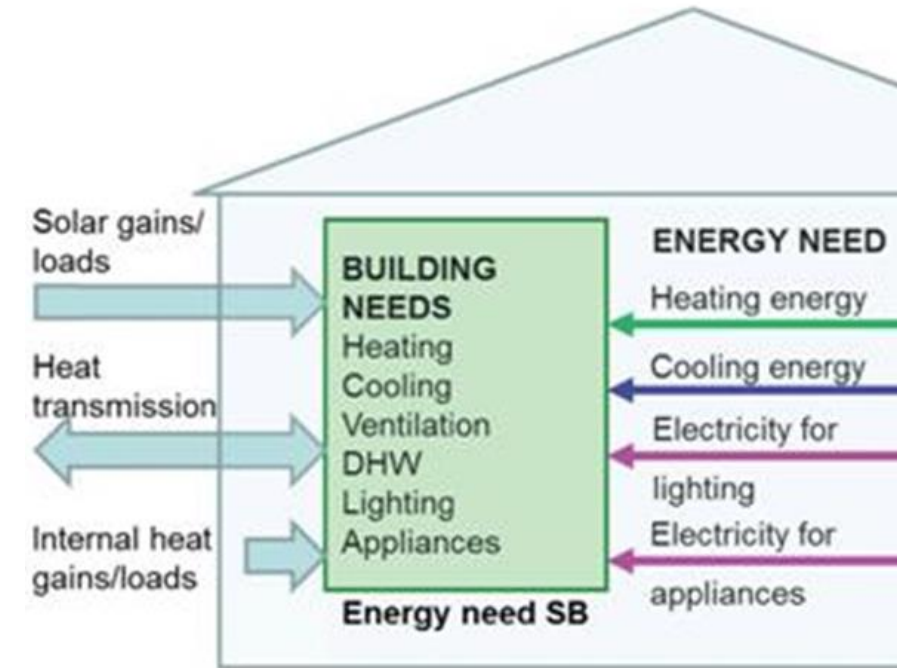 Solar gains/
loads
Heat
transmission
Internal heat
gains/loads
BUILDING
NEEDS
Heating
Cooling
Ventilation
DHW
Lighting
Appliances
Energy need SB
ENERGY NEED
Heating energy
Cooling energy
Electricity for
lighting
Electricity for
appliances